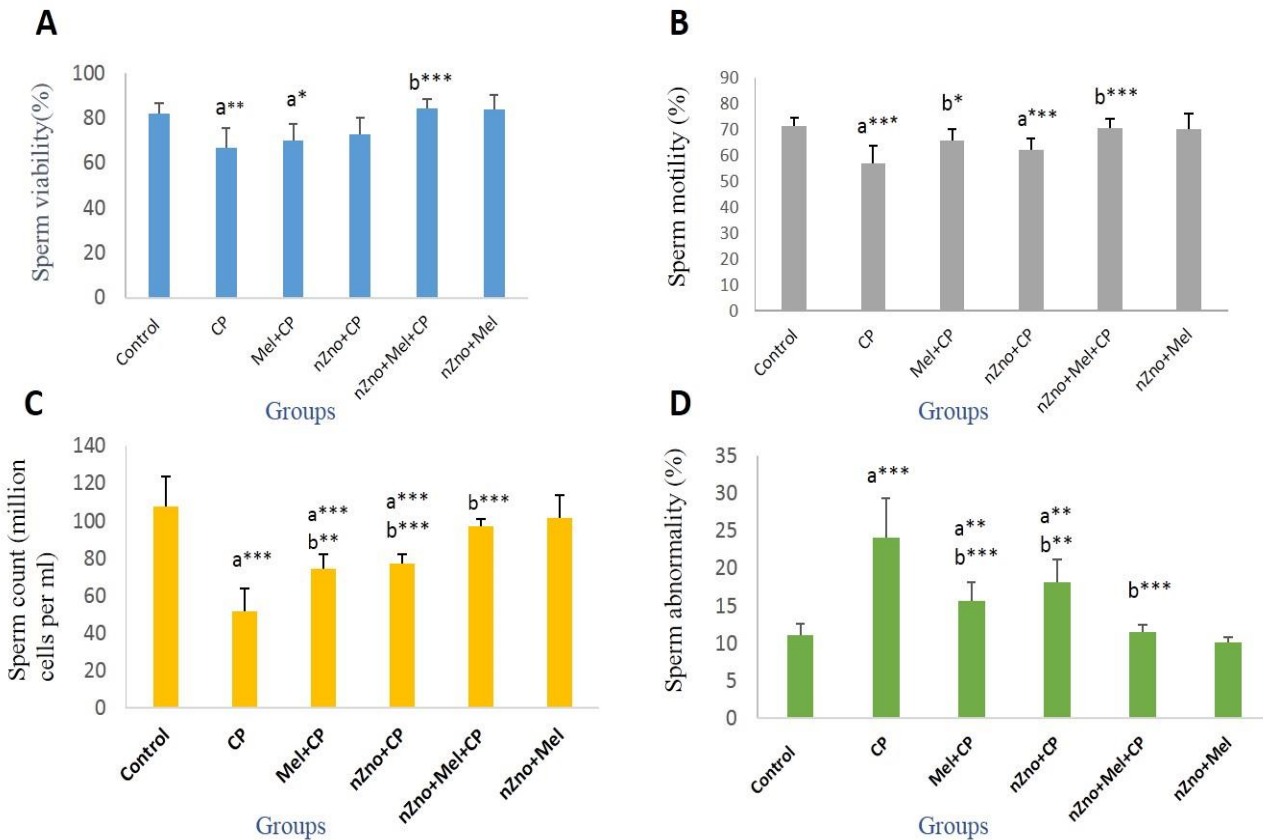 A
Sperm viability(%)
100
80
60
40
20
0
a**
a*
b***
Control
CP
Mel+CP
nZno+CP
nZno+Mel+CP
nZno+Mel
Groups
B
Sperm motility (%)
90
80
70
60
50
40
30
20
10
0
a***
b*
a***
b***
Control
CP
Mel+CP
nZno+CP
nZno+Mel+CP
nZno+Mel
Groups
C
Sperm count (million
cells per ml)
140
120
100
80
60
40
20
0
a***
a***
b**
a***
b***
b***
Control
CP
Mel+CP
nZno+CP
nZno+Mel+CP
nZno+Mel
Groups
D
Sperm abnormality (%)
35
30
25
20
15
10
5
0
a***
a**
b***
a**
b**
b***
Control
CP
Mel+CP
nZno+CP
nZno+Mel+CP
nZno+Mel
Groups